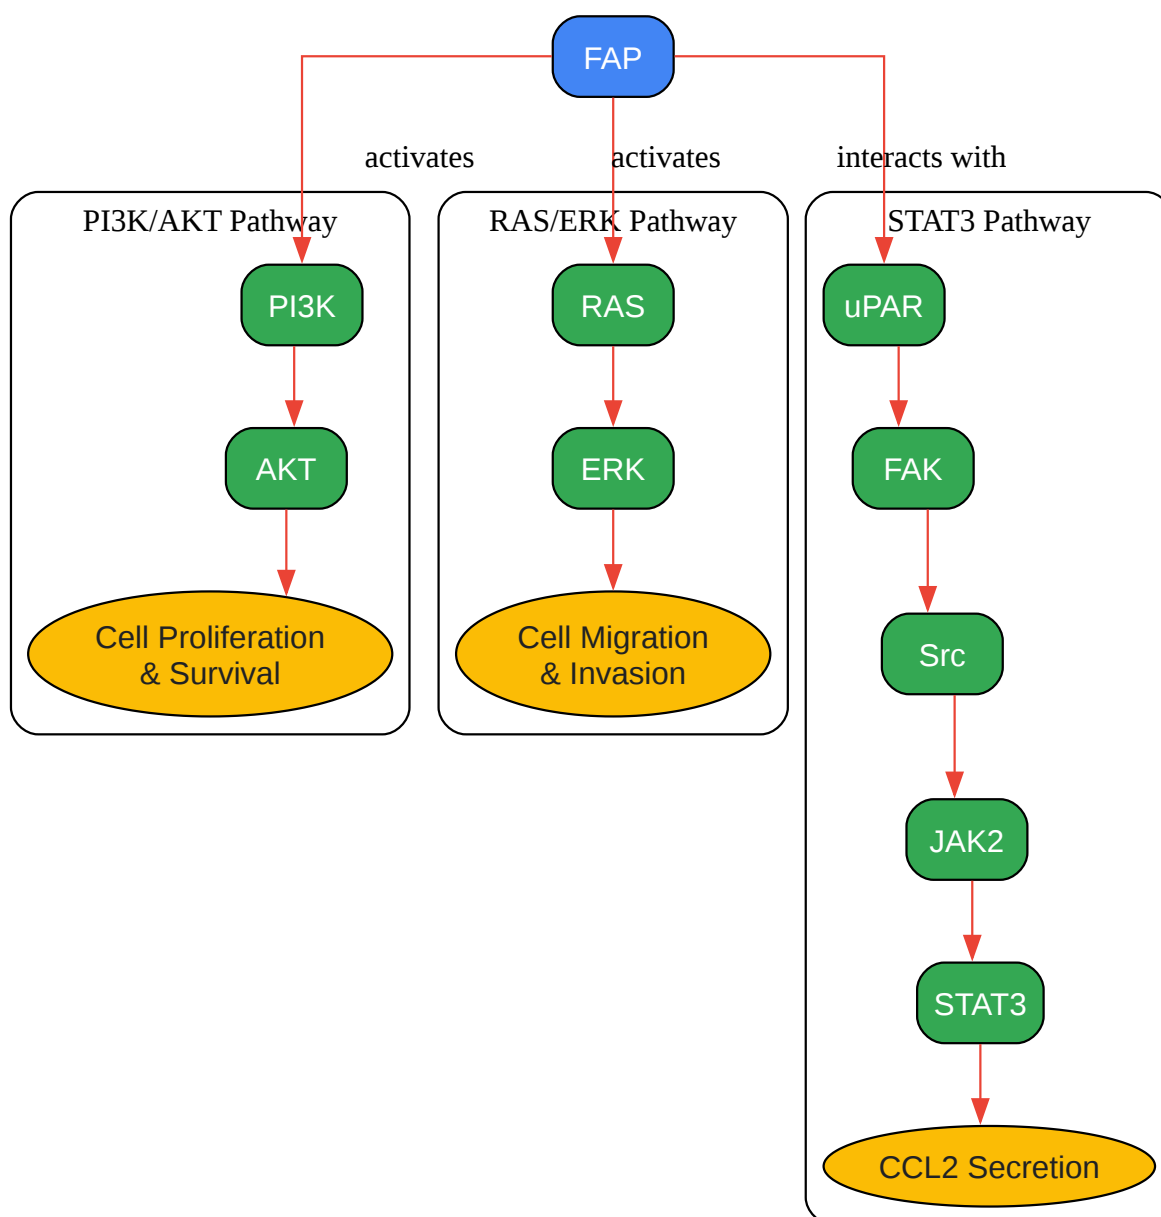 FAP
activates
activates
interacts with
PI3K/AKT Pathway
RAS/ERK Pathway
STAT3 Pathway
PI3K
RAS
uPAR
AKT
ERK
FAK
Cell Proliferation
& Survival
Cell Migration
& Invasion
Src
JAK2
STAT3
CCL2 Secretion